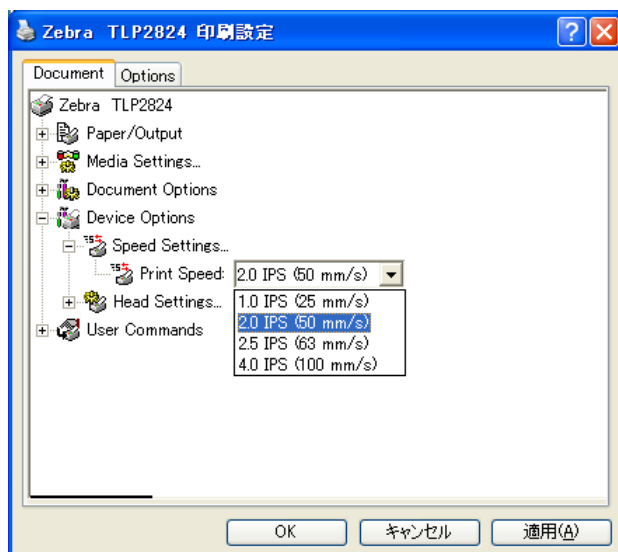 Zebra TLP2824 印刷設定
Document Options
Zebra TLP2824
Paper/Output
Media Settings...
Document Options
Device Options
Speed Settings...
Print Speed: 2.0 IPS (50 mm/s)
1.0 IPS (25 mm/s)
2.0 IPS (50 mm/s)
2.5 IPS (63 mm/s)
4.0 IPS (100 mm/s)
Head Settings...
User Commands
OK キャンセル 適用(A)